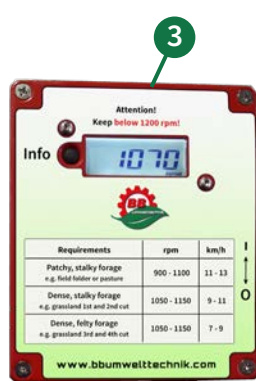 3
Attention!
Keep below 1200 rpm!
Info
1070
BB
I
O
Requirements rpm km/h
Patchy, stalky forage
e.g. field folder or pasture
900 - 1100 11 - 13
Dense, stalky forage
e.g. grassland 1st and 2nd cut
1050 - 1150 9 - 11
Dense, felty forage
e.g. grassland 3rd and 4th cut
1050 - 1150 7 - 9
www.bbumwelttechnik.com